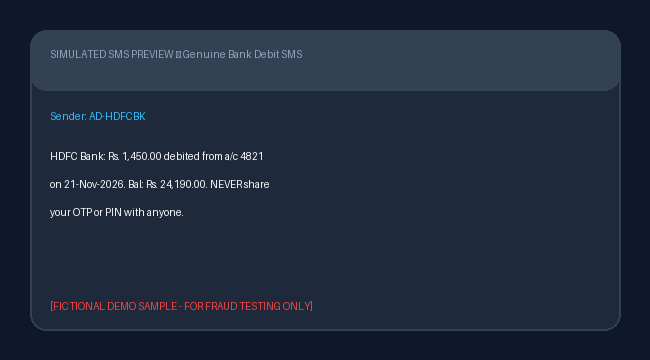 SIMULATED SMS PREVIEW Genuine Bank Debit SMS
Sender: AD-HDFCBK
HDFC Bank: Rs. 1,450.00 debited from a/c 4821
on 21-Nov-2026. Bal: Rs. 24,190.00. NEVER share
your OTP or PIN with anyone.
[FICTIONAL DEMO SAMPLE - FOR FRAUD TESTING ONLY]